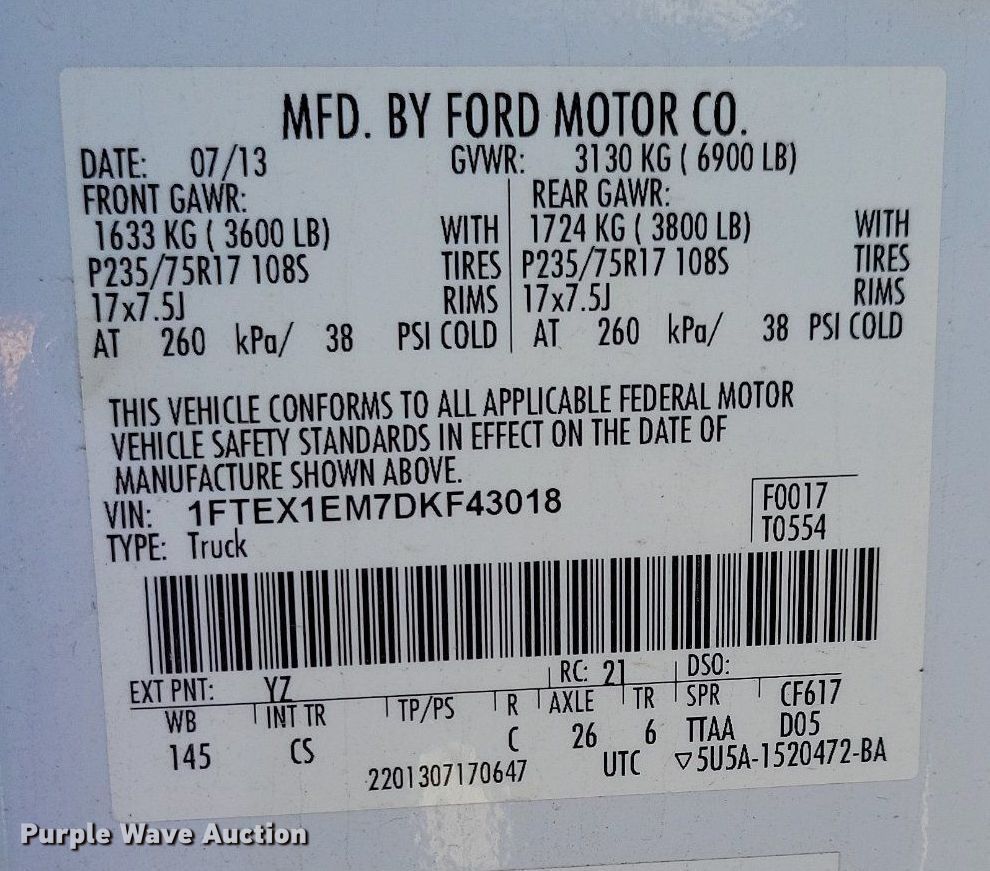 MFD. BY FORD MOTOR CO.
DATE: 07/13 GVWR: 3130 KG ( 6900 LB)
FRONT GAWR: REAR GAWR:
1633 KG ( 3600 LB) WITH 1724 KG ( 3800 LB) WITH
P235/75R17 108S TIRES P235/75R17 108S TIRES
17x7.5J RIMS 17x7.5J RIMS
AT 260 kPa/ 38 PSI COLD AT 260 kPa/ 38 PSI COLD
THIS VEHICLE CONFORMS TO ALL APPLICABLE FEDERAL MOTOR
VEHICLE SAFETY STANDARDS IN EFFECT ON THE DATE OF
MANUFACTURE SHOWN ABOVE.
VIN: 1FTEX1EM7DKF43018 F0017
TYPE: Truck T0554
EXT PNT: YZ RC: 21 DSO:
WB INT TR TP/PS R AXLE TR SPR CF617
145 CS C 26 6 TTAA D05
2201307170647 UTC ▽5U5A-1520472-BA
Purple Wave Auction